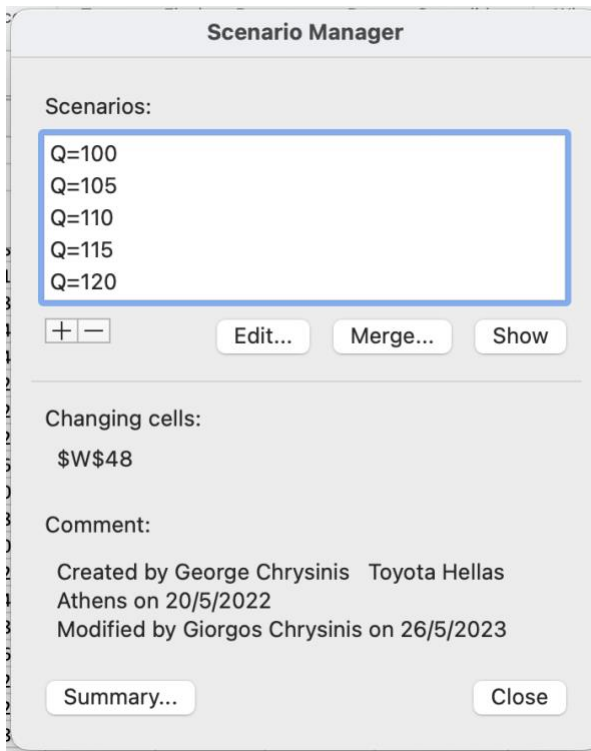 Scenario Manager
Scenarios:
Q=100
Q=105
Q=110
Q=115
Q=120
+ −
Edit... Merge... Show
Changing cells:
$W$48
Comment:
Created by George Chrysinis Toyota Hellas
Athens on 20/5/2022
Modified by Giorgos Chrysinis on 26/5/2023
Summary... Close